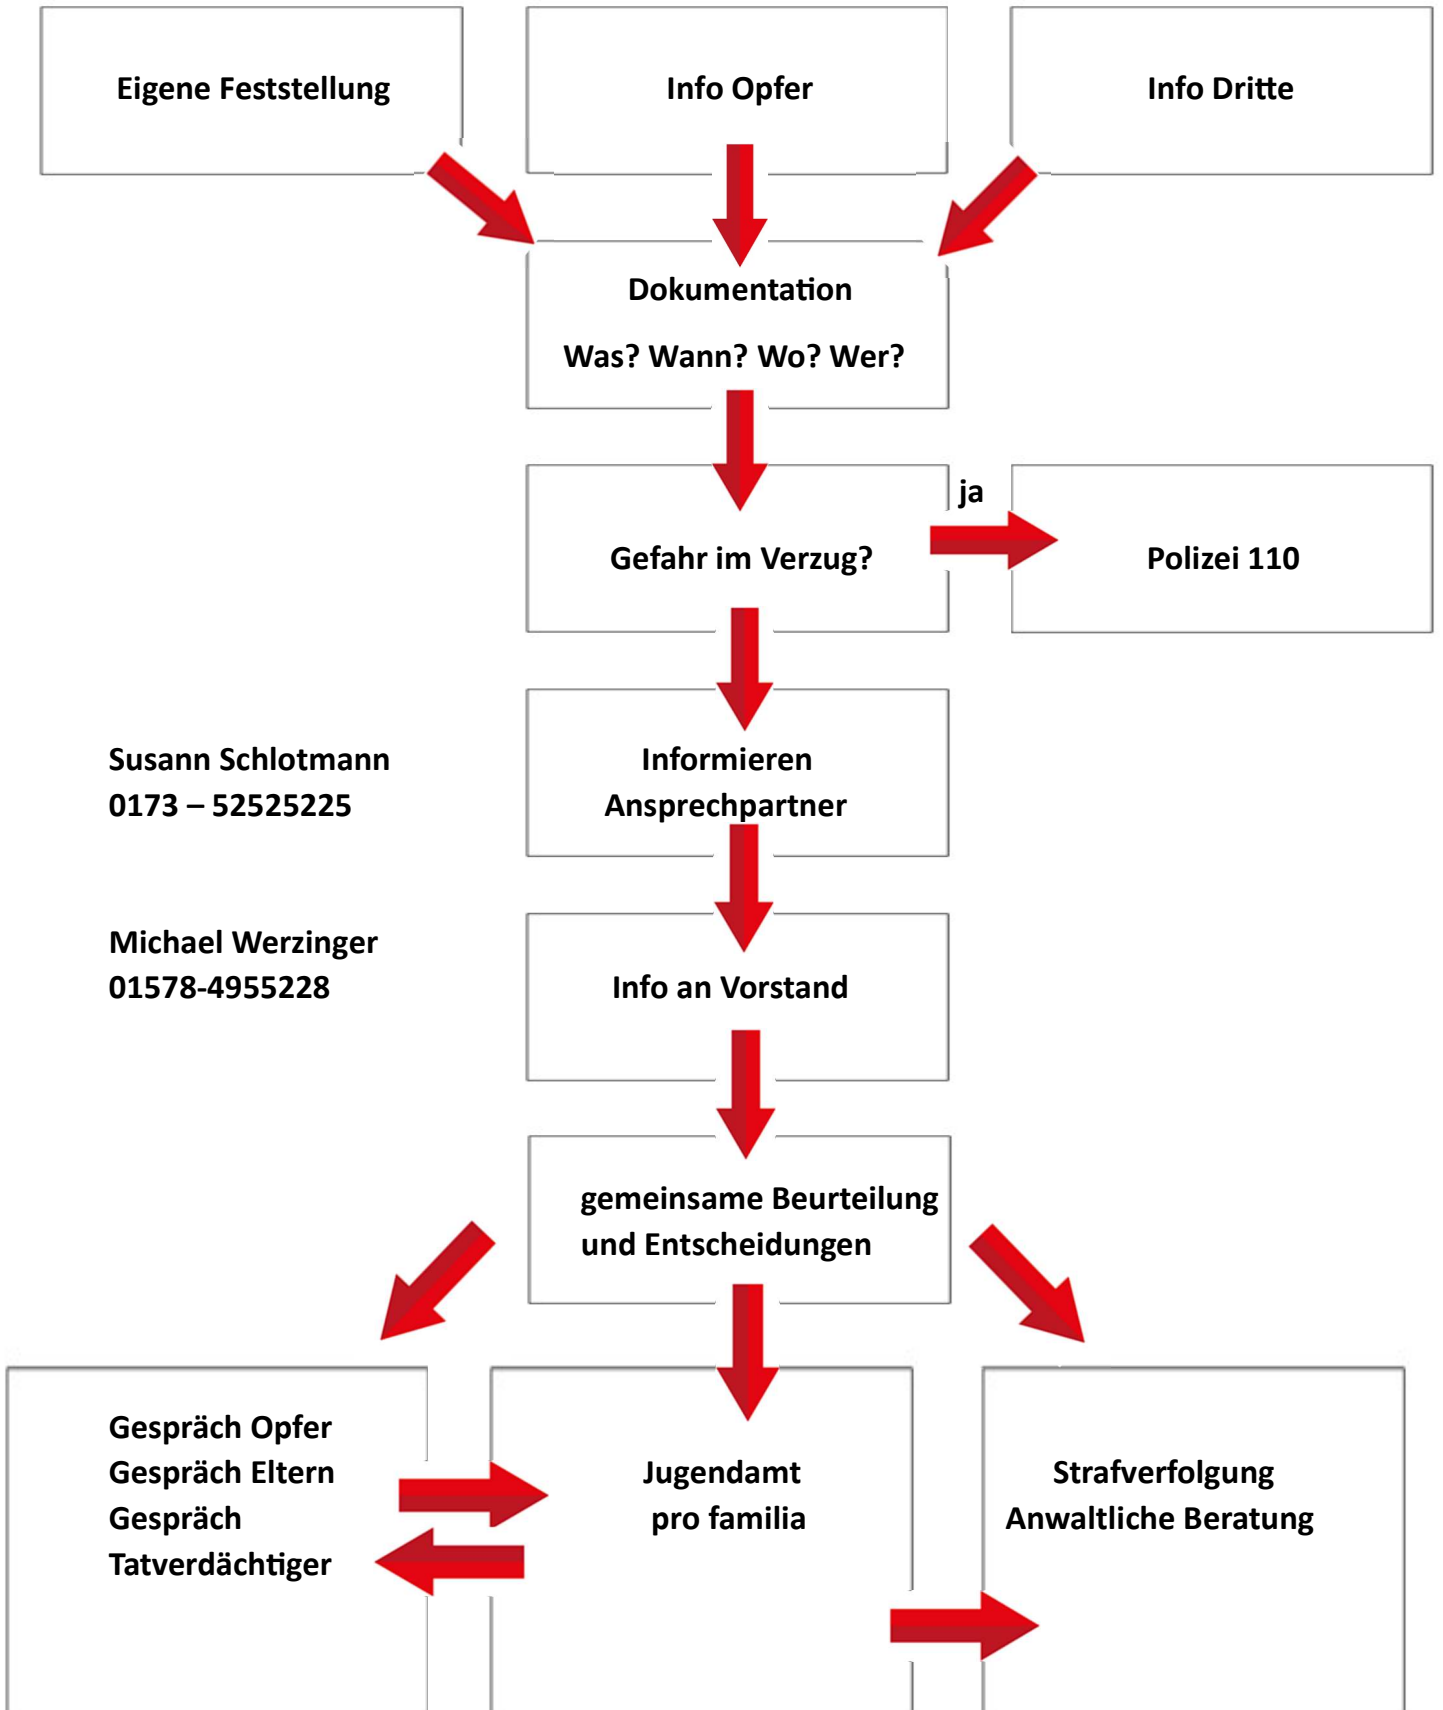 Eigene Feststellung
Info Opfer
Info Dritte
Dokumentation
Was? Wann? Wo? Wer?
Gefahr im Verzug?
ja
Polizei 110
Susann Schlotmann
0173 – 52525225
Informieren
Ansprechpartner
Michael Werzinger
01578-4955228
Info an Vorstand
gemeinsame Beurteilung
und Entscheidungen
Gespräch Opfer
Gespräch Eltern
Gespräch
Tatverdächtiger
Jugendamt
pro familia
Strafverfolgung
Anwaltliche Beratung